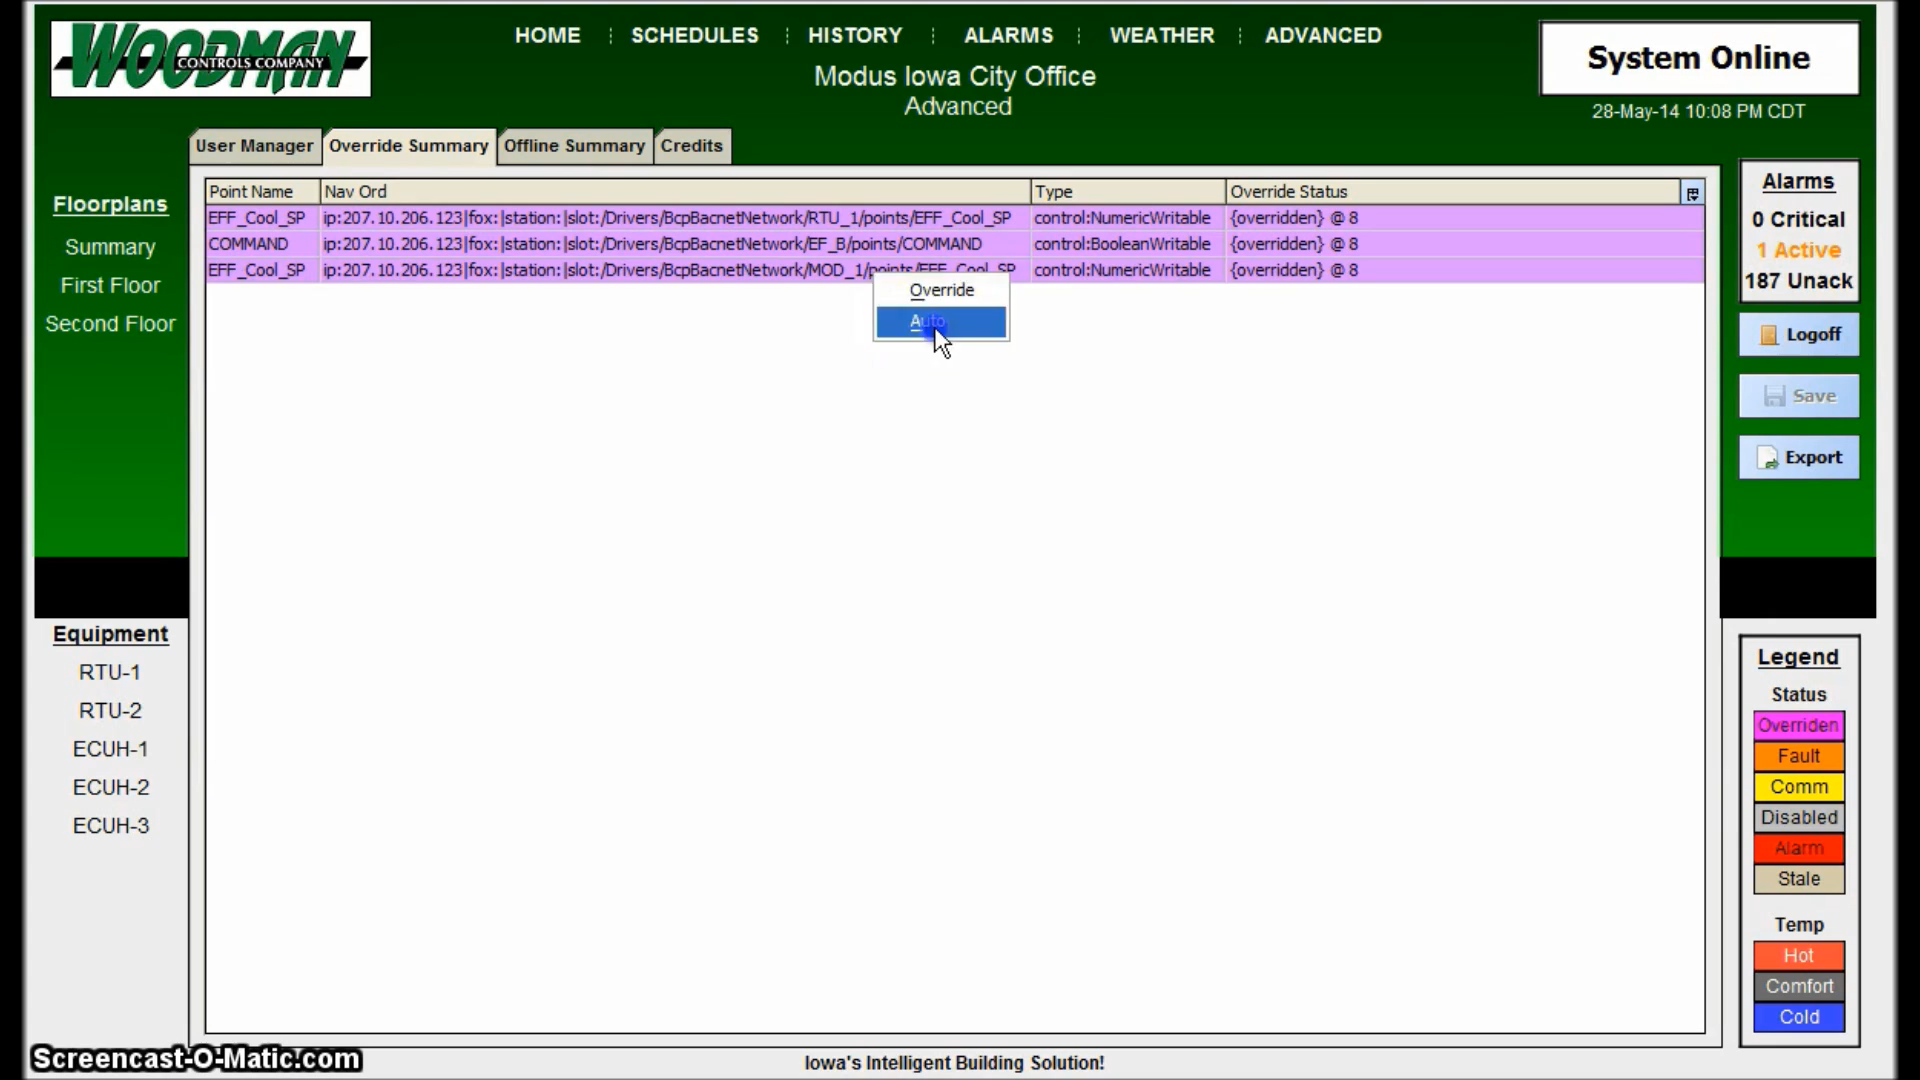 WOODMAN
CONTROLS COMPANY
HOME
SCHEDULES
HISTORY
ALARMS
WEATHER
ADVANCED
Modus Iowa City Office
Advanced
System Online
28-May-14 10:08 PM CDT
User Manager
Override Summary
Offline Summary
Credits
Floorplans
Summary
First Floor
Second Floor
Point Name Nav Ord Type Override Status
EFF_Cool_SP ip:207.10.206.123|fox:|station:|slot:/Drivers/BcpBacnetNetwork/RTU_1/points/EFF_Cool_SP control:NumericWritable {overridden} @ 8
COMMAND ip:207.10.206.123|fox:|station:|slot:/Drivers/BcpBacnetNetwork/EF_B/points/COMMAND control:BooleanWritable {overridden} @ 8
EFF_Cool_SP ip:207.10.206.123|fox:|station:|slot:/Drivers/BcpBacnetNetwork/MOD_1/points/EFF_Cool_SP control:NumericWritable {overridden} @ 8
Override
Auto
Alarms
0 Critical
1 Active
187 Unack
Logoff
Save
Export
Equipment
RTU-1
RTU-2
ECUH-1
ECUH-2
ECUH-3
Legend
Status
Overriden
Fault
Comm
Disabled
Alarm
Stale
Temp
Hot
Comfort
Cold
Screencast-O-Matic.com
Iowa's Intelligent Building Solution!